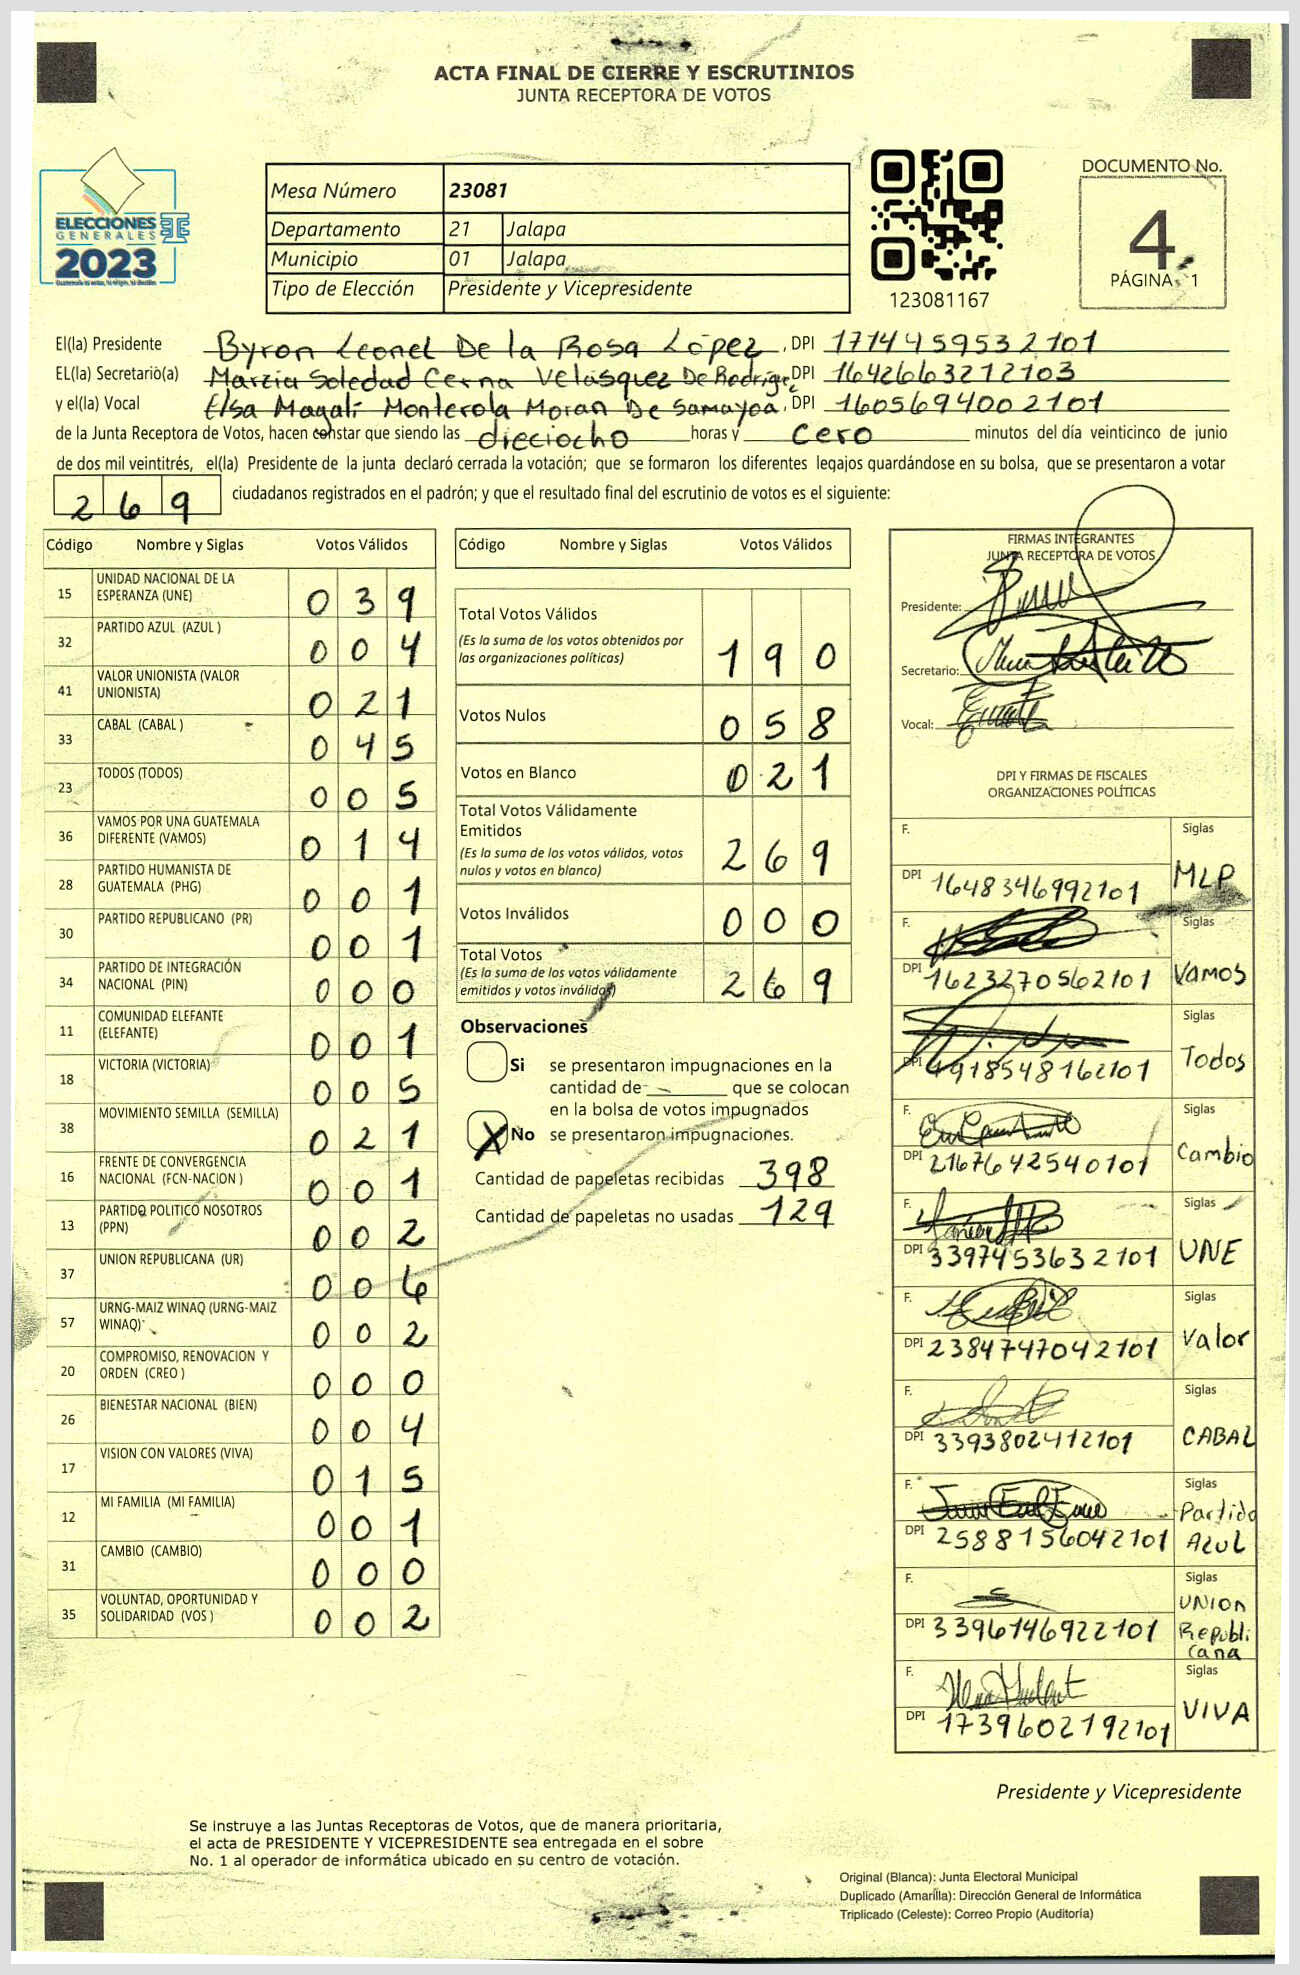 ACTA FINAL DE CIERRE Y ESCRUTINIOS
JUNTA RECEPTORA DE VOTOS
ELECCIONES
GENERALES
2023
Mesa Número 23081
Departamento 21 Jalapa
Municipio 01 Jalapa
Tipo de Elección Presidente y Vicepresidente
123081167
DOCUMENTO No.
4
PÁGINA 1
El(la) Presidente Byron Leonel De la Rosa López, DPI 1714459532101
EL(la) Secretario(a) Marzia Soledad Cerna Velásquez De Rodrígez DPI 1642663212103
y el(la) Vocal Elsa Magali Monterola Moran De Samayoa, DPI 1605694002101
de la Junta Receptora de Votos, hacen constar que siendo las dieciocho horas y cero minutos del día veinticinco de junio
de dos mil veintitrés, el(la) Presidente de la junta declaró cerrada la votación; que se formaron los diferentes legajos guardándose en su bolsa, que se presentaron a votar
269 ciudadanos registrados en el padrón; y que el resultado final del escrutinio de votos es el siguiente:
Código Nombre y Siglas Votos Válidos
15 UNIDAD NACIONAL DE LA ESPERANZA (UNE) 039
32 PARTIDO AZUL (AZUL ) 004
41 VALOR UNIONISTA (VALOR UNIONISTA) 021
33 CABAL (CABAL ) 045
23 TODOS (TODOS) 005
36 VAMOS POR UNA GUATEMALA DIFERENTE (VAMOS) 014
28 PARTIDO HUMANISTA DE GUATEMALA (PHG) 001
30 PARTIDO REPUBLICANO (PR) 001
34 PARTIDO DE INTEGRACIÓN NACIONAL (PIN) 000
11 COMUNIDAD ELEFANTE (ELEFANTE) 001
18 VICTORIA (VICTORIA) 005
38 MOVIMIENTO SEMILLA (SEMILLA) 021
16 FRENTE DE CONVERGENCIA NACIONAL (FCN-NACION ) 001
13 PARTIDO POLITICO NOSOTROS (PPN) 002
37 UNION REPUBLICANA (UR) 006
57 URNG-MAIZ WINAQ (URNG-MAIZ WINAQ) 002
20 COMPROMISO, RENOVACION Y ORDEN (CREO ) 000
26 BIENESTAR NACIONAL (BIEN) 004
17 VISION CON VALORES (VIVA) 015
12 MI FAMILIA (MI FAMILIA) 001
31 CAMBIO (CAMBIO) 000
35 VOLUNTAD, OPORTUNIDAD Y SOLIDARIDAD (VOS ) 002
Código Nombre y Siglas Votos Válidos
Total Votos Válidos 190
(Es la suma de los votos obtenidos por
las organizaciones políticas)
Votos Nulos 058
Votos en Blanco 021
Total Votos Válidamente
Emitidos 269
(Es la suma de los votos válidos, votos
nulos y votos en blanco)
Votos Inválidos 000
Total Votos 269
(Es la suma de los votos válidamente
emitidos y votos inválidos)
Observaciones
Si se presentaron impugnaciones en la
cantidad de ____ que se colocan
en la bolsa de votos impugnados
X No se presentaron impugnaciones.
Cantidad de papeletas recibidas 398
Cantidad de papeletas no usadas 129
FIRMAS INTEGRANTES
JUNTA RECEPTORA DE VOTOS
Presidente:
Secretario:
Vocal:
DPI Y FIRMAS DE FISCALES
ORGANIZACIONES POLÍTICAS
F. Siglas
DPI 1648346992101 MLP
F. Siglas
DPI 1623270562101 VAMOS
F. Siglas
DPI 1918548162101 Todos
F. Siglas
DPI 2167642540101 Cambio
F. Siglas
DPI 3397453632101 UNE
F. Siglas
DPI 2384747042101 Valor
F. Siglas
DPI 3393802412101 CABAL
F. Siglas
DPI 2588156042101 Partido Azul
F. Siglas
DPI 3396146922101 UNION Republi cana
F. Siglas
DPI 1739602192101 VIVA
Presidente y Vicepresidente
Se instruye a las Juntas Receptoras de Votos, que de manera prioritaria,
el acta de PRESIDENTE Y VICEPRESIDENTE sea entregada en el sobre
No. 1 al operador de informática ubicado en su centro de votación.
Original (Blanca): Junta Electoral Municipal
Duplicado (Amarilla): Dirección General de Informática
Triplicado (Celeste): Correo Propio (Auditoría)